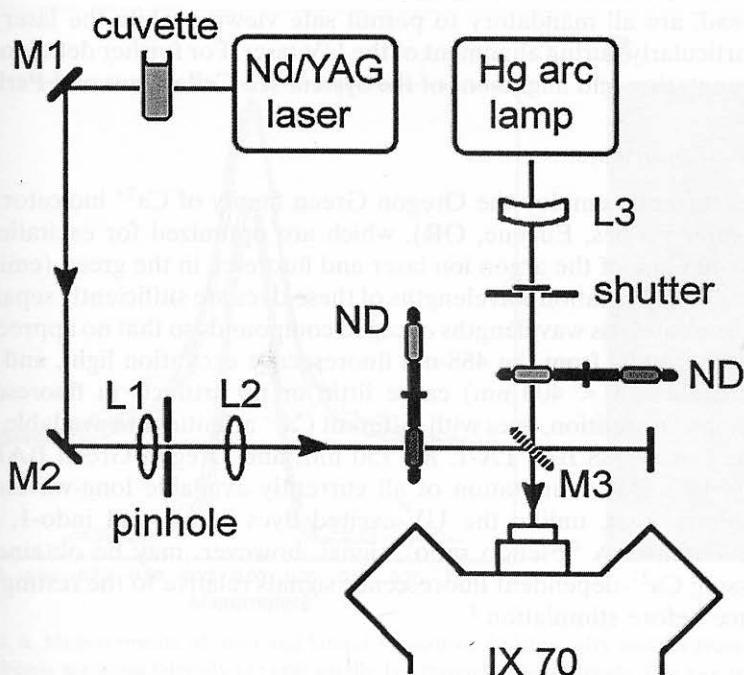 cuvette
M1
Nd/YAG
laser
Hg arc
lamp
L3
shutter
ND
ND
L1
L2
M2
pinhole
M3
IX 70